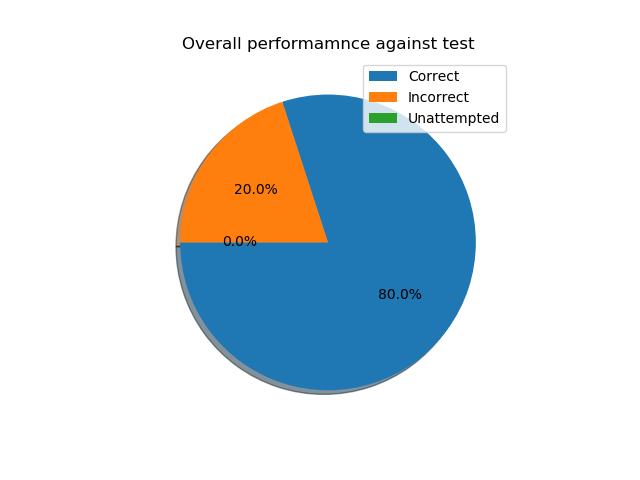 Overall performamnce against test
Correct
Incorrect
Unattempted
20.0%
0.0%
80.0%